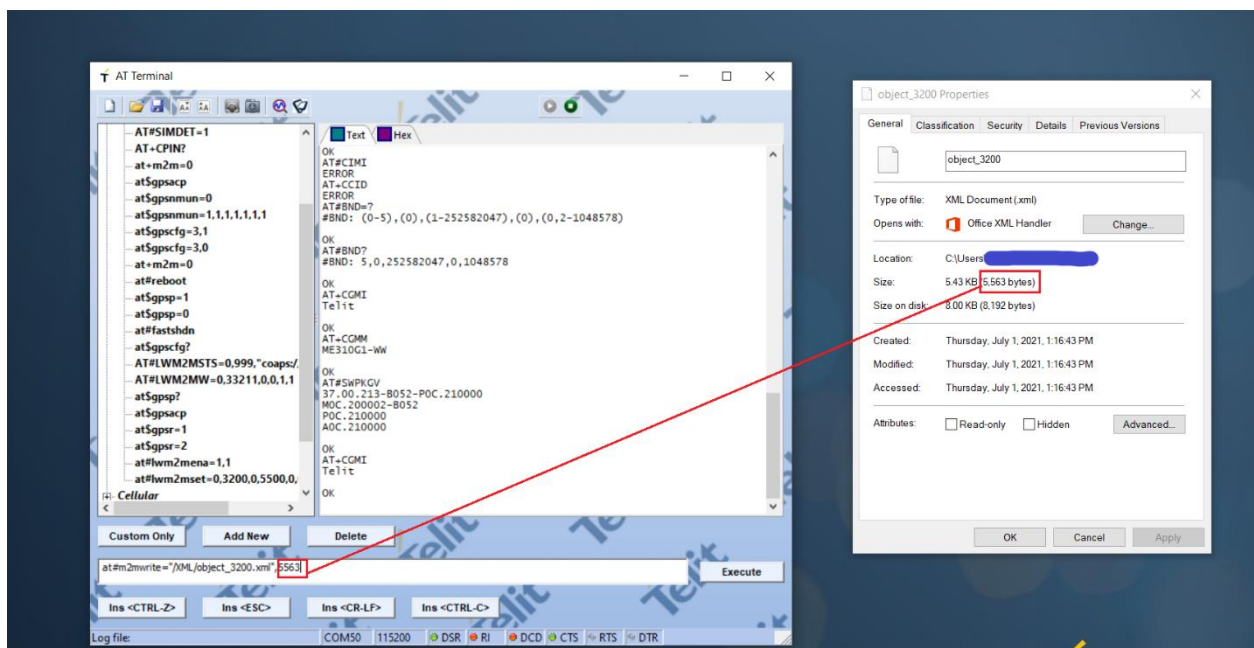 AT Terminal
AT#SIMDET=1
AT+CPIN?
at+m2m=0
at$gpsacp
at$gpsnmun=0
at$gpsnmun=1,1,1,1,1,1,1
at$gpscfg=3,1
at$gpscfg=3,0
at+m2m=0
at#reboot
at$gpsp=1
at$gpsp=0
at#fastshdn
at$gpscfg?
AT#LWM2MSTS=0,999,"coaps:/
AT#LWM2MW=0,33211,0,0,1,1
at$gpsp?
at$gpsacp
at$gpsr=1
at$gpsr=2
at#lwm2mena=1,1
at#lwm2mset=0,3200,0,5500,0,
Cellular
Text Hex
OK
AT#CIMI
ERROR
AT+CCID
ERROR
AT#BND=?
#BND: (0-5),(0),(1-252582047),(0),(0,2-1048578)
OK
AT#BND?
#BND: 5,0,252582047,0,1048578
OK
AT+CGMI
Telit
OK
AT+CGMM
ME310G1-WW
OK
AT#SWPKGV
37.00.213-B052-P0C.210000
M0C.200002-B052
P0C.210000
A0C.210000
OK
AT+CGMI
Telit
OK
Custom Only Add New Delete
at#m2mwrite="/XML/object_3200.xml",5563
Execute
Ins <CTRL-Z> Ins <ESC> Ins <CR-LF> Ins <CTRL-C>
Log file: COM50 115200 DSR RI DCD CTS RTS DTR
Telit
object_3200 Properties
General Classification Security Details Previous Versions
object_3200
Type of file: XML Document (.xml)
Opens with: Office XML Handler Change...
Location: C:\Users
Size: 5.43 KB (5,563 bytes)
Size on disk: 8.00 KB (8,192 bytes)
Created: Thursday, July 1, 2021, 1:16:43 PM
Modified: Thursday, July 1, 2021, 1:16:43 PM
Accessed: Thursday, July 1, 2021, 1:16:43 PM
Attributes: Read-only Hidden Advanced...
OK Cancel Apply